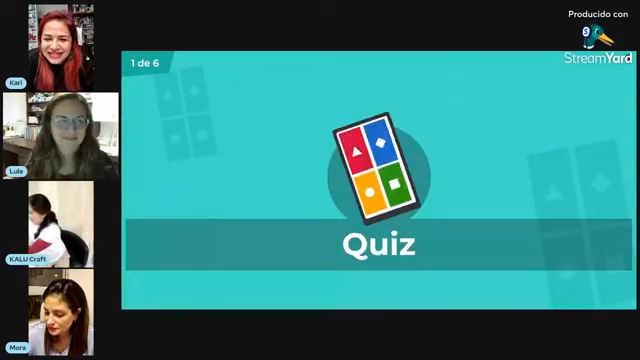 Producido con
StreamYard
Kari
Lula
KALU Craft
Mora
1 de 6
Quiz